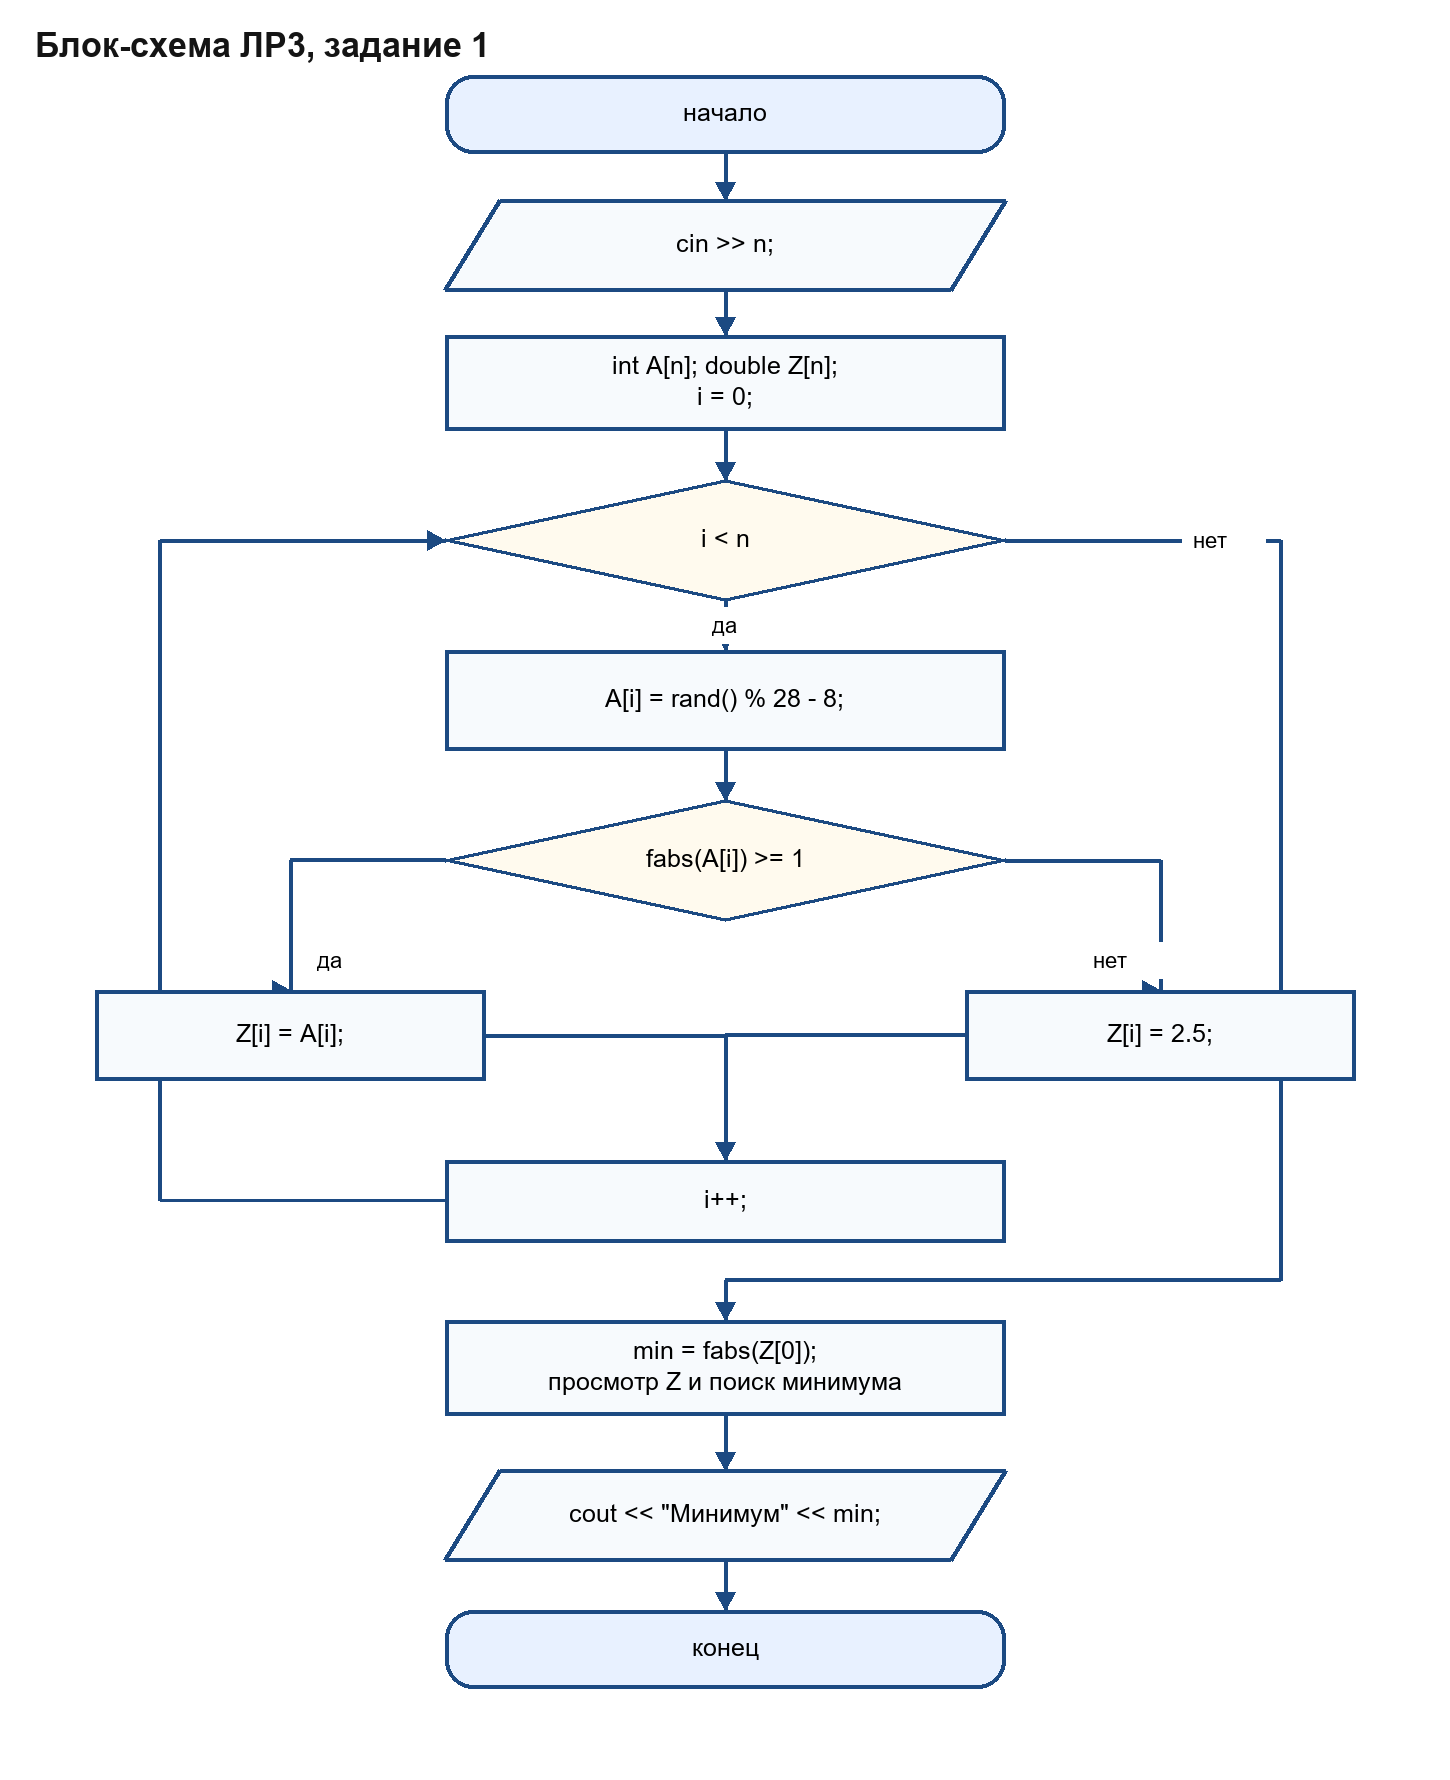 Блок-схема ЛР3, задание 1
начало
cin >> n;
int A[n]; double Z[n];
i = 0;
i < n
нет
да
A[i] = rand() % 28 - 8;
fabs(A[i]) >= 1
да
нет
Z[i] = A[i];
Z[i] = 2.5;
i++;
min = fabs(Z[0]);
просмотр Z и поиск минимума
cout << "Минимум" << min;
конец